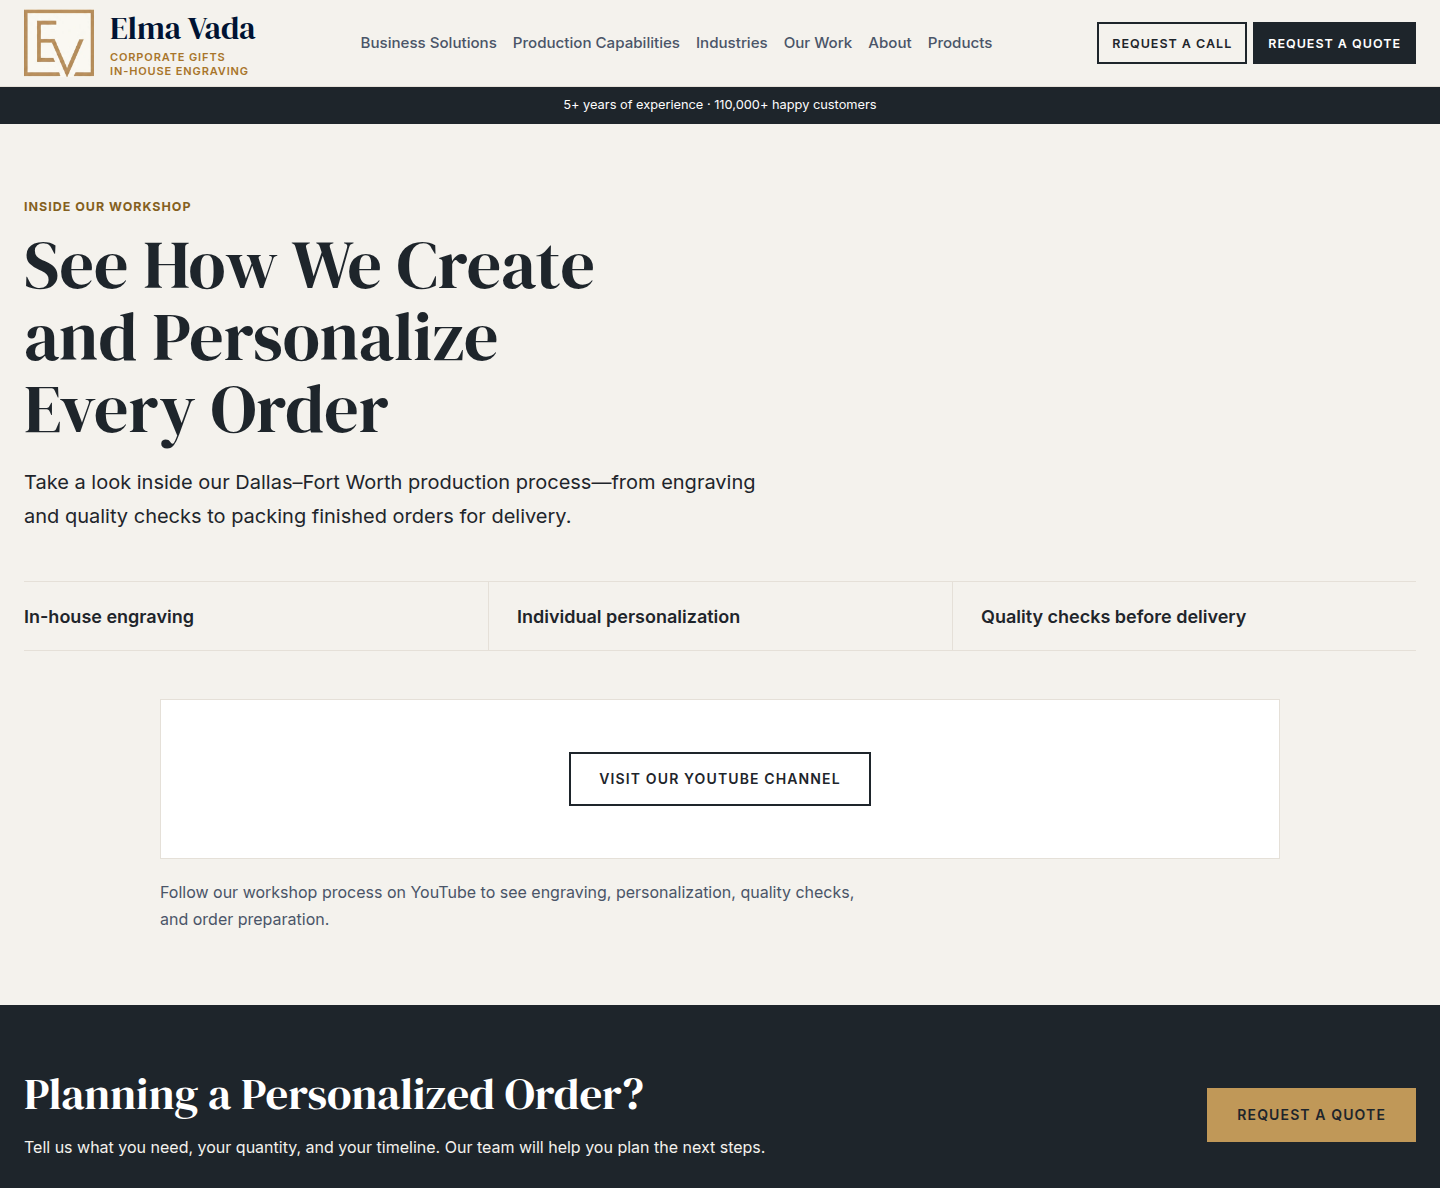 EV
Elma Vada
CORPORATE GIFTS
IN-HOUSE ENGRAVING
Business Solutions Production Capabilities Industries Our Work About Products
REQUEST A CALL
REQUEST A QUOTE
5+ years of experience · 110,000+ happy customers
INSIDE OUR WORKSHOP
See How We Create
and Personalize
Every Order
Take a look inside our Dallas–Fort Worth production process—from engraving
and quality checks to packing finished orders for delivery.
In-house engraving
Individual personalization
Quality checks before delivery
VISIT OUR YOUTUBE CHANNEL
Follow our workshop process on YouTube to see engraving, personalization, quality checks,
and order preparation.
Planning a Personalized Order?
Tell us what you need, your quantity, and your timeline. Our team will help you plan the next steps.
REQUEST A QUOTE